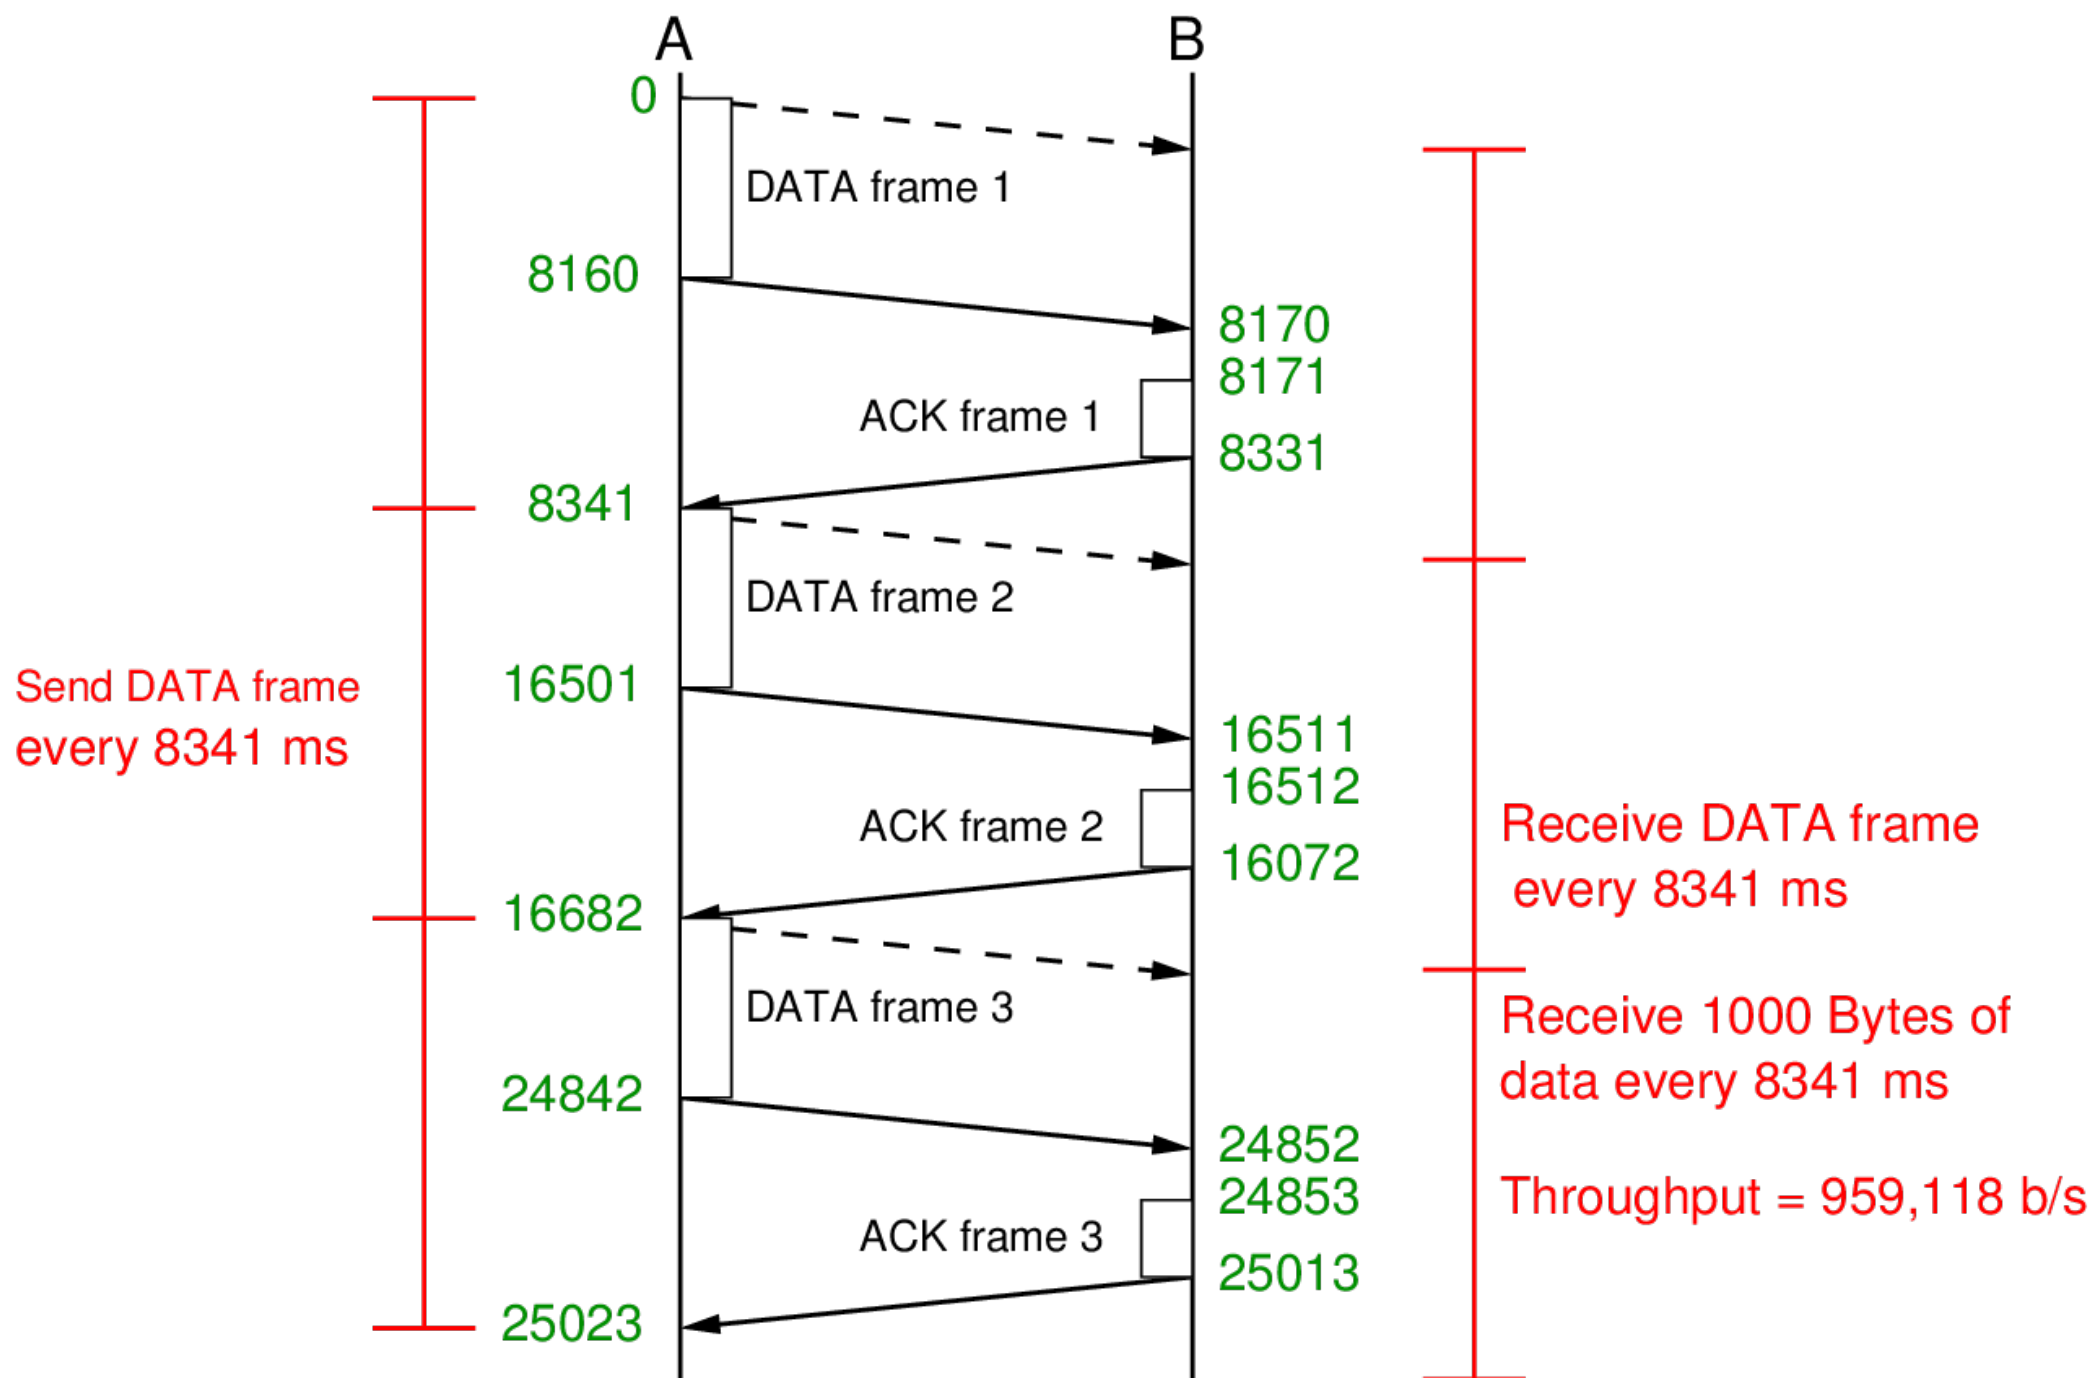 A
B
0
DATA frame 1
8160
8170
8171
ACK frame 1
8331
8341
DATA frame 2
Send DATA frame
every 8341 ms
16501
16511
16512
ACK frame 2
16072
16682
Receive DATA frame
every 8341 ms
DATA frame 3
Receive 1000 Bytes of
data every 8341 ms
24842
24852
24853
Throughput = 959,118 b/s
ACK frame 3
25013
25023